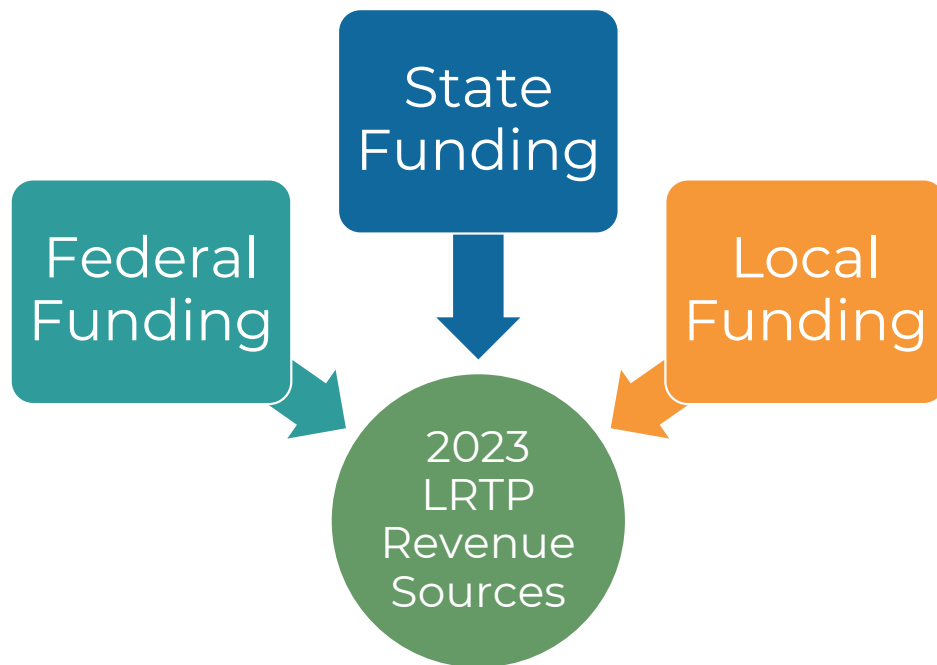 State
Funding
Federal
Funding
Local
Funding
2023
LRTP
Revenue
Sources